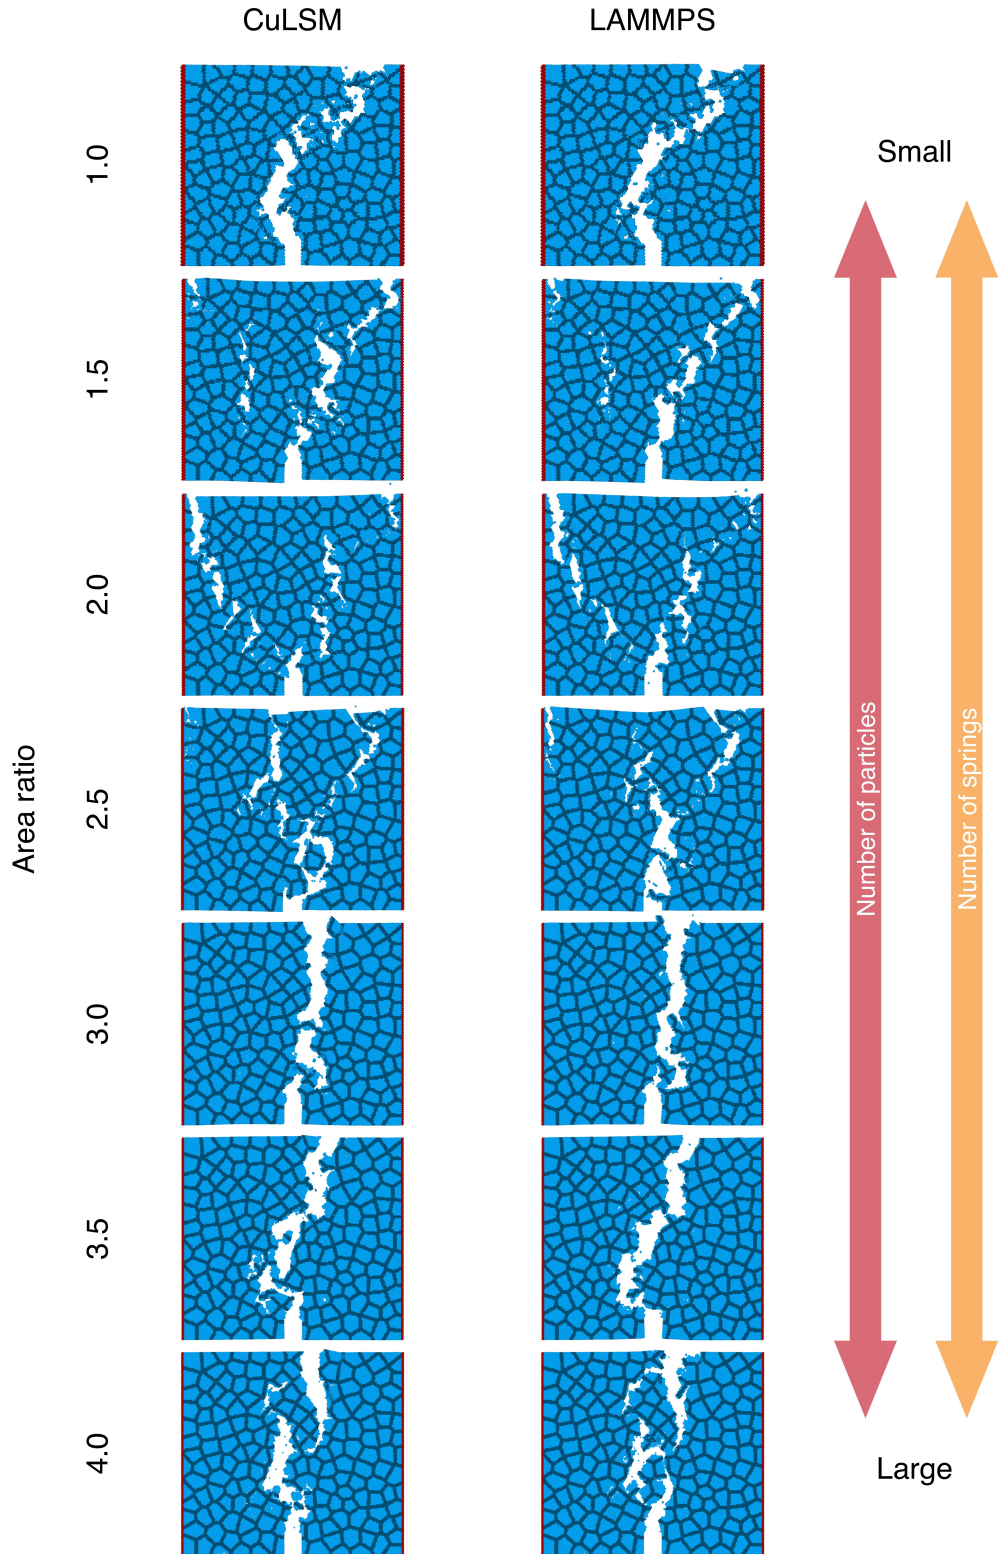 CuLSM
LAMMPS
Area ratio
1.0
1.5
2.0
2.5
3.0
3.5
4.0
Small
Number of particles
Number of springs
Large